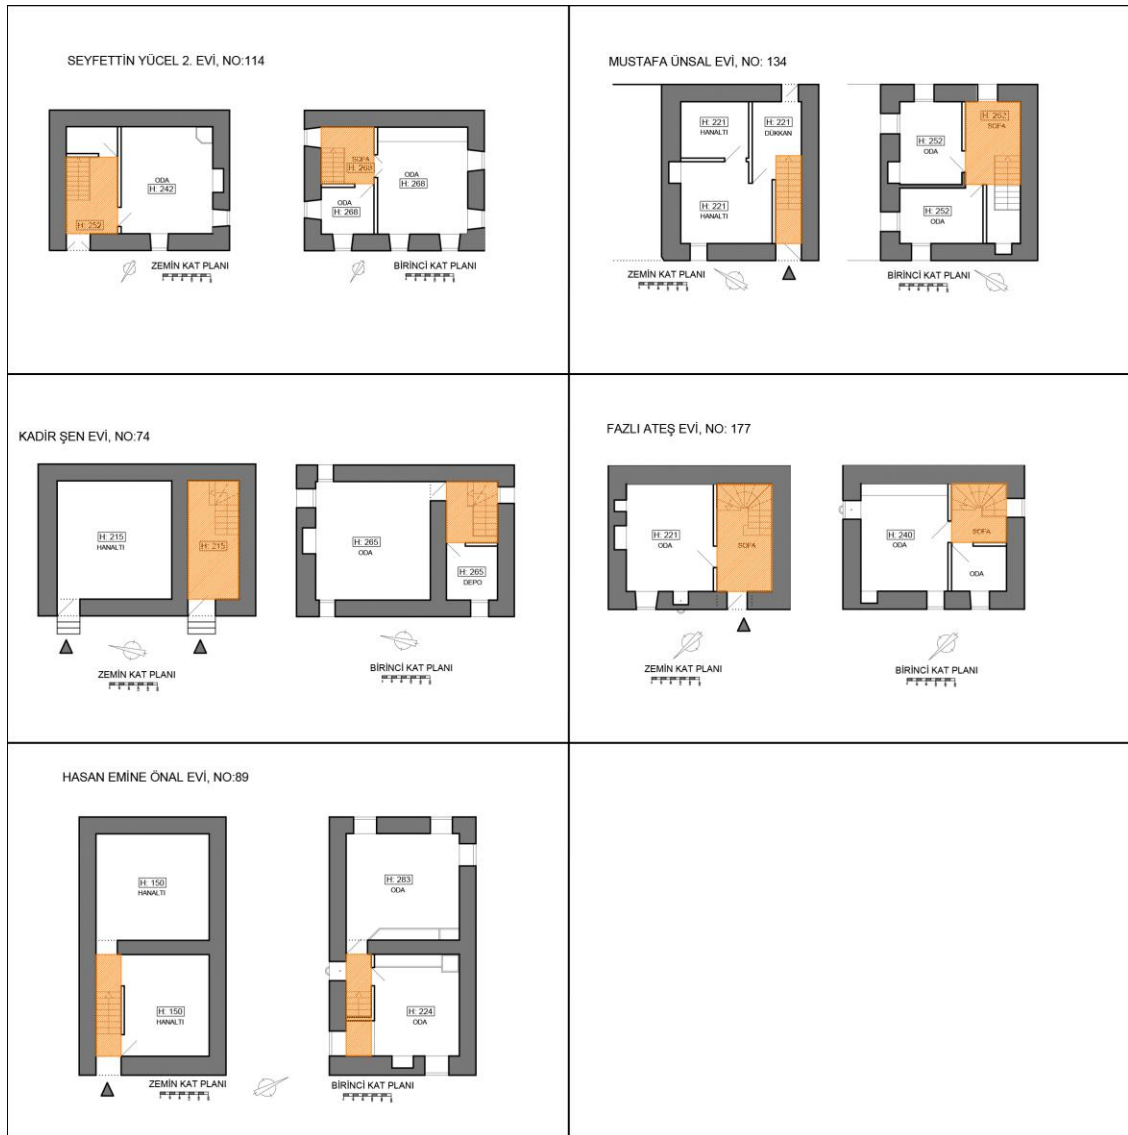 SEYFETTİN YÜCEL 2. EVİ, NO:114
ODA
H: 242
H: 252
ZEMİN KAT PLANI
SOFA
H: 268
ODA
H: 268
ODA
H: 268
BİRİNCİ KAT PLANI
MUSTAFA ÜNSAL EVİ, NO: 134
H: 221
HANALTI
H: 221
DÜKKAN
H: 221
HANALTI
ZEMİN KAT PLANI
H: 252
ODA
H: 262
SOFA
H: 252
ODA
BİRİNCİ KAT PLANI
KADİR ŞEN EVİ, NO:74
H: 215
HANALTI
H: 215
ZEMİN KAT PLANI
H: 265
ODA
H: 265
DEPO
BİRİNCİ KAT PLANI
FAZLI ATEŞ EVİ, NO: 177
H: 221
ODA
SOFA
ZEMİN KAT PLANI
H: 240
ODA
SOFA
ODA
BİRİNCİ KAT PLANI
HASAN EMİNE ÖNAL EVİ, NO:89
H: 150
HANALTI
H: 150
HANALTI
ZEMİN KAT PLANI
H: 283
ODA
H: 224
ODA
BİRİNCİ KAT PLANI